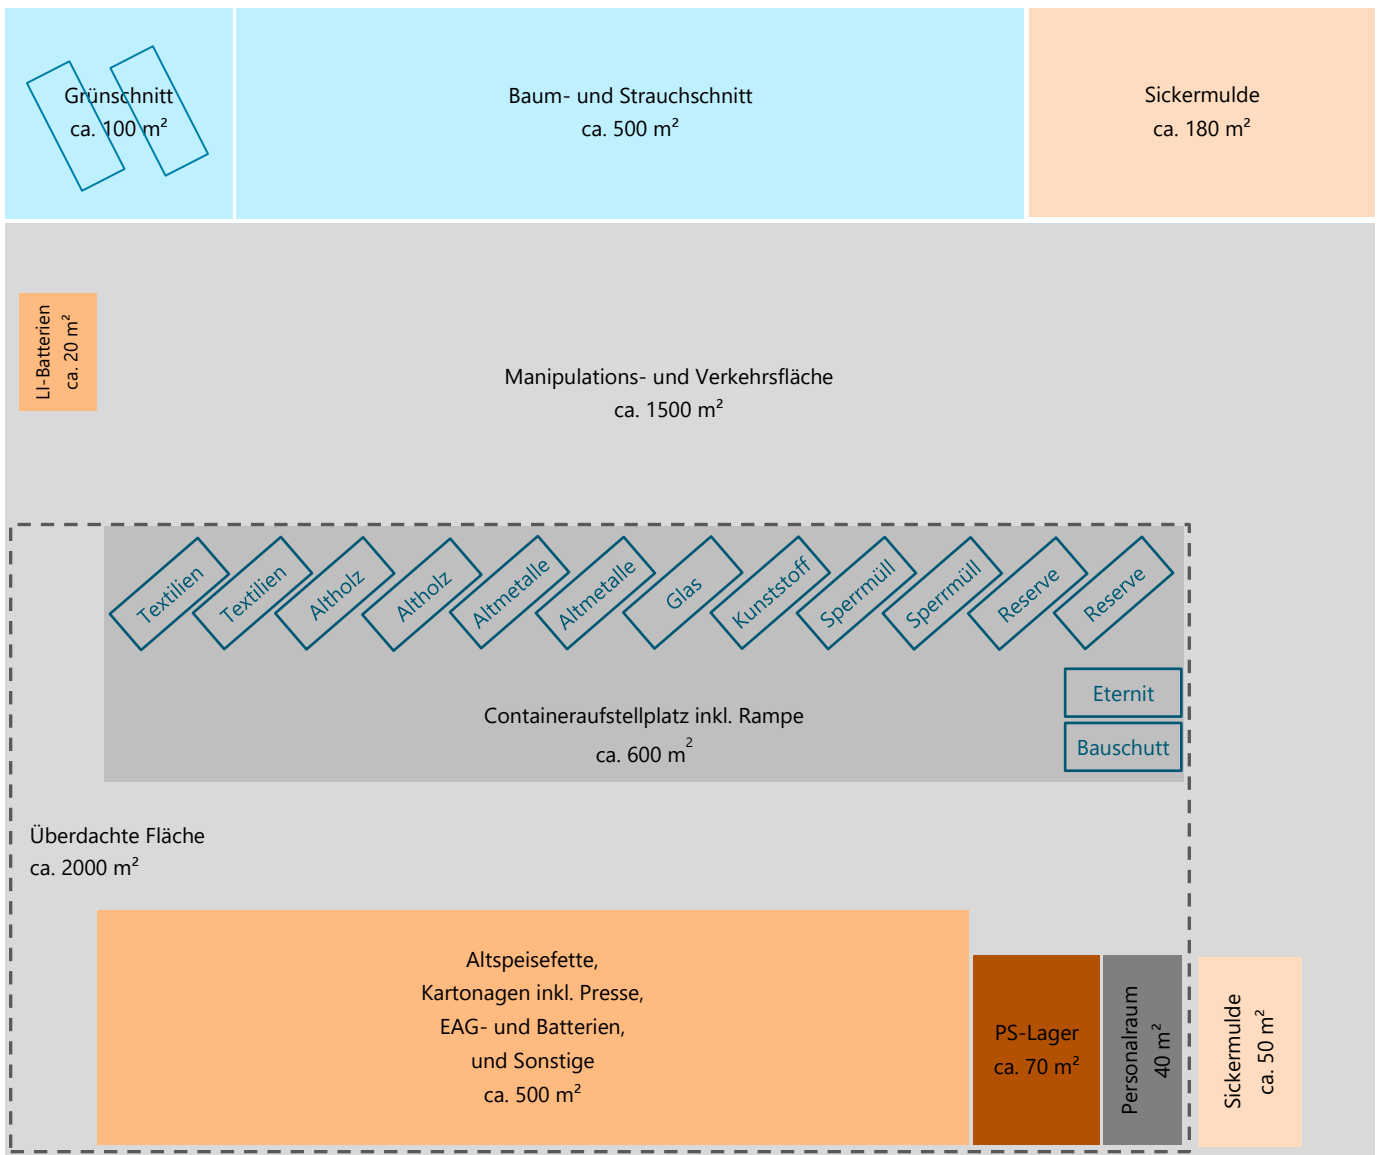 Grünschnitt
ca. 100 m²
Baum- und Strauchschnitt
ca. 500 m²
Sickermulde
ca. 180 m²
LI-Batterien
ca. 20 m²
Manipulations- und Verkehrsfläche
ca. 1500 m²
Textilien
Textilien
Altholz
Altholz
Altmetalle
Altmetalle
Glas
Kunststoff
Sperrmüll
Sperrmüll
Reserve
Reserve
Eternit
Bauschutt
Containeraufstellplatz inkl. Rampe
ca. 600 m²
Überdachte Fläche
ca. 2000 m²
Altspeisefette,
Kartonagen inkl. Presse,
EAG- und Batterien,
und Sonstige
ca. 500 m²
PS-Lager
ca. 70 m²
Personalraum
40 m²
Sickermulde
ca. 50 m²